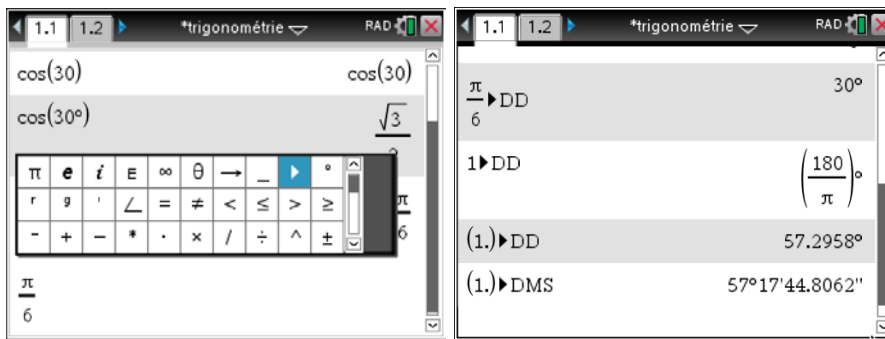 1.1 1.2 *trigonométrie RAD
cos(30) cos(30)
cos(30°) √3
π e i E ∞ θ → _ ▶ °
r g ' ∠ = ≠ < ≤ > ≥
- + − * · × / ÷ ^ ±
π
6
π
6
1.1 1.2 *trigonométrie RAD
π/6 ▶DD 30°
1▶DD (180/π)°
(1.)▶DD 57.2958°
(1.)▶DMS 57°17'44.8062"